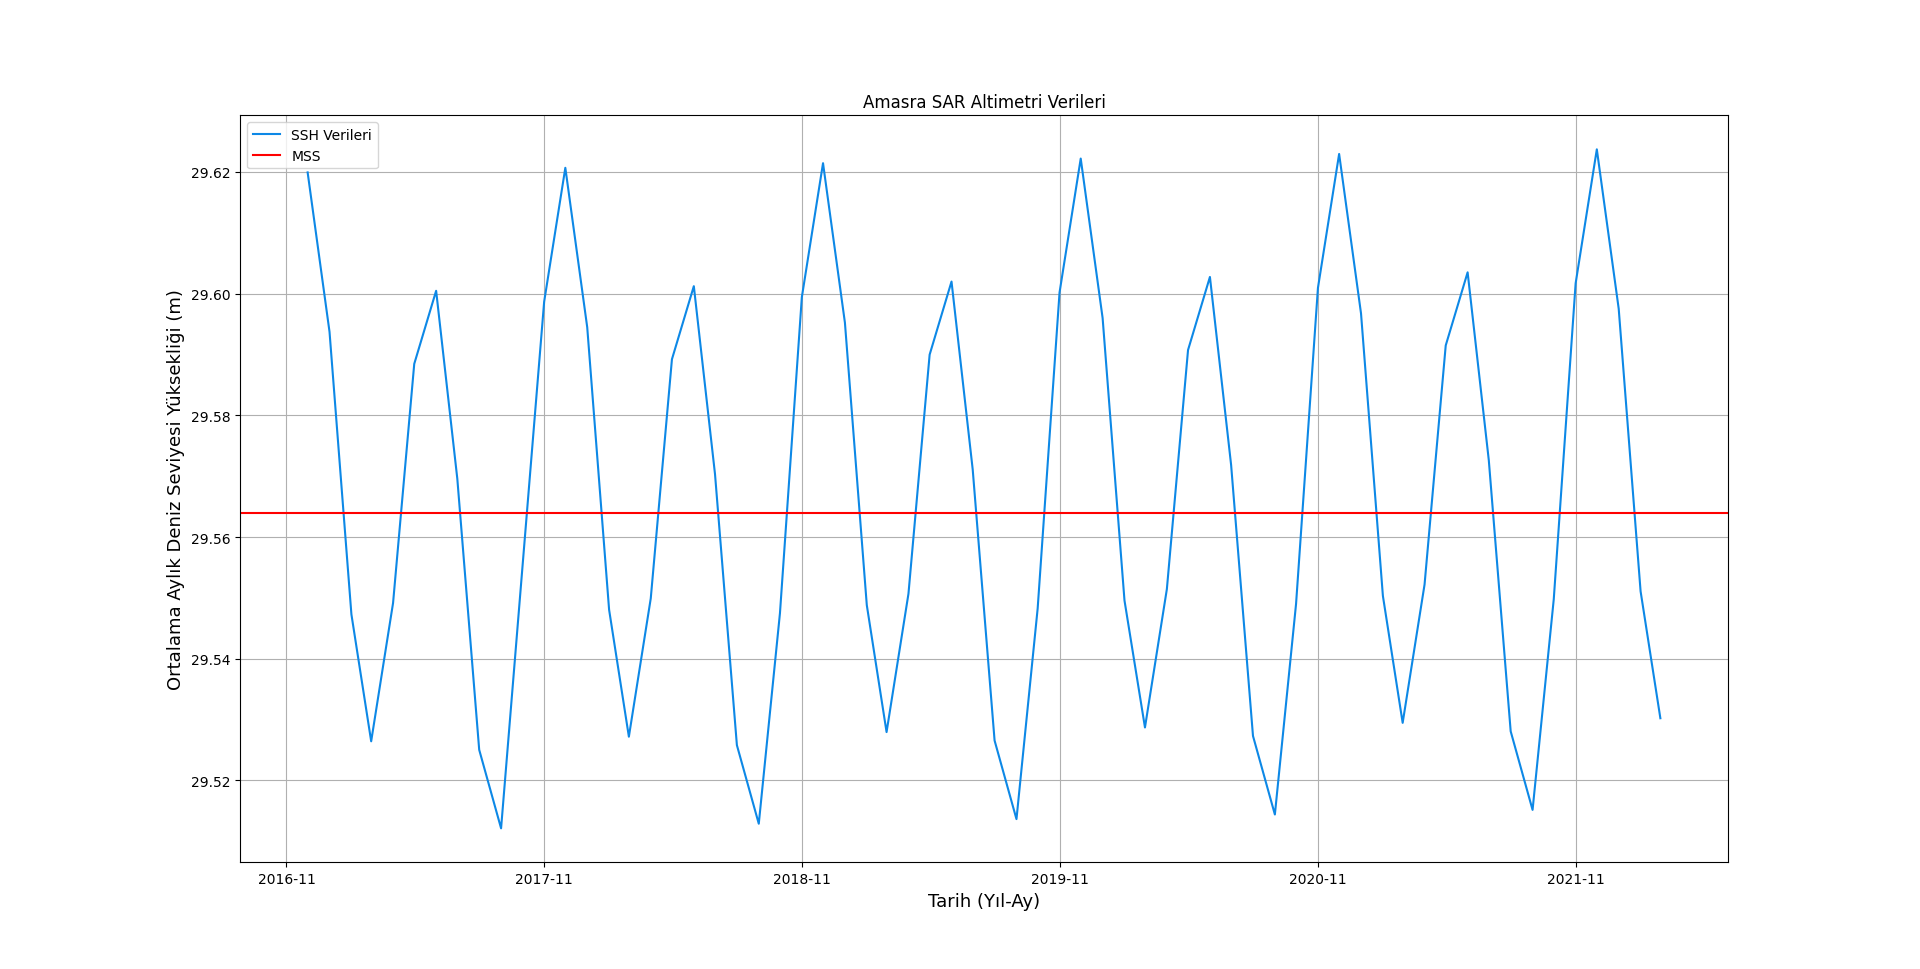 Amasra SAR Altimetri Verileri
SSH Verileri
MSS
Ortalama Aylık Deniz Seviyesi Yüksekliği (m)
29.62
29.60
29.58
29.56
29.54
29.52
2016-11 2017-11 2018-11 2019-11 2020-11 2021-11
Tarih (Yıl-Ay)